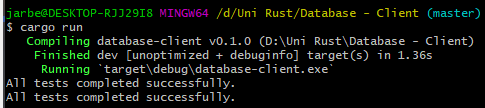 jarbe@DESKTOP-RJJ29I8 MINGW64 /d/Uni Rust/Database - Client (master)
$ cargo run
   Compiling database-client v0.1.0 (D:\Uni Rust\Database - Client)
    Finished dev [unoptimized + debuginfo] target(s) in 1.36s
     Running `target\debug\database-client.exe`
All tests completed successfully.
All tests completed successfully.